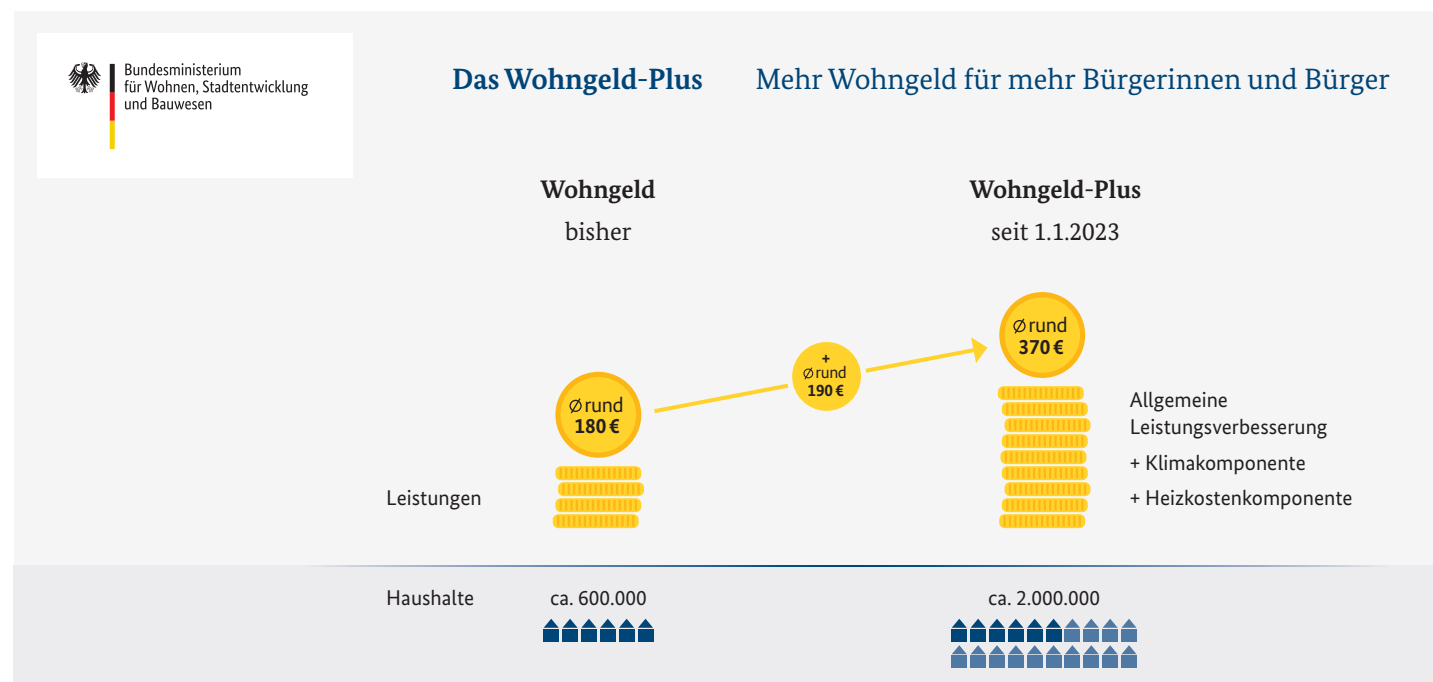 Bundesministerium
für Wohnen, Stadtentwicklung
und Bauwesen
Das Wohngeld-Plus Mehr Wohngeld für mehr Bürgerinnen und Bürger
Wohngeld
bisher
Wohngeld-Plus
seit 1.1.2023
Ø rund
180 €
+
Ø rund
190 €
Ø rund
370 €
Leistungen
Allgemeine
Leistungsverbesserung
+ Klimakomponente
+ Heizkostenkomponente
Haushalte
ca. 600.000
ca. 2.000.000